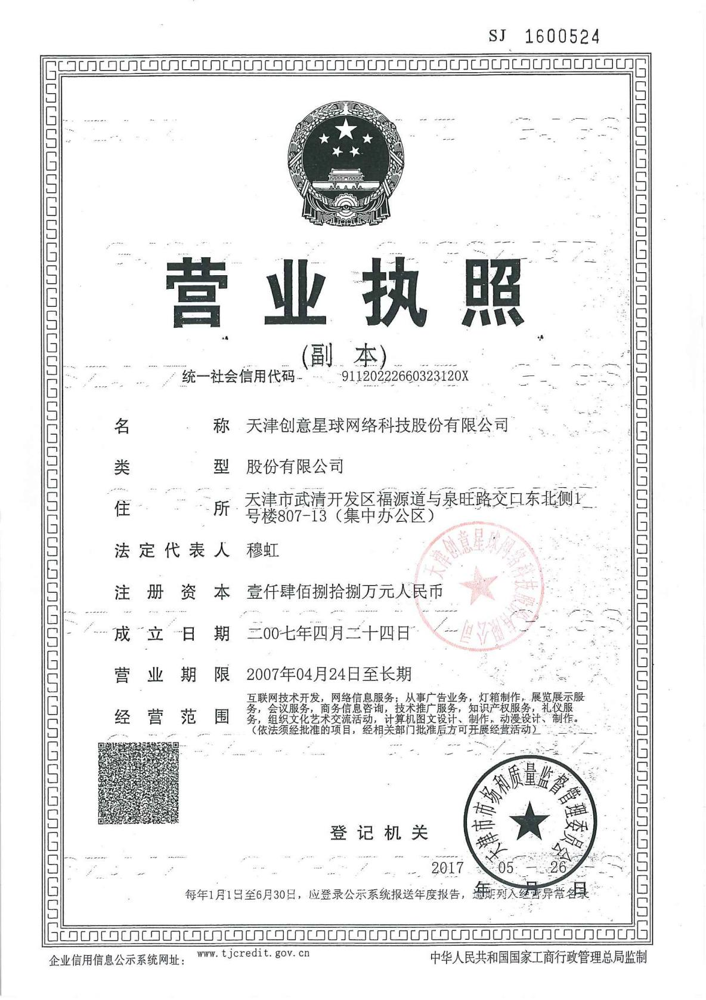 SJ 1600524
营业执照
(副 本)
统一社会信用代码 91120222660323120X
名称 天津创意星球网络科技股份有限公司
类型 股份有限公司
住所 天津市武清开发区福源道与泉旺路交口东北侧1
号楼807-13（集中办公区）
法定代表人 穆虹
注册资本 壹仟肆佰捌拾捌万元人民币
成立日期 二00七年四月二十四日
营业期限 2007年04月24日至长期
经营范围 互联网技术开发，网络信息服务；从事广告业务，灯箱制作，展览展示服
务，会议服务，商务信息咨询，技术推广服务，知识产权服务，礼仪服
务，组织文化艺术交流活动，计算机图文设计、制作。动漫设计、制作。
（依法须经批准的项目，经相关部门批准后方可开展经营活动）
天津创意星球网络科技股份有限公司
天津市市场和质量监督管理委员会
登记机关
2017 05 26
年 月 日
每年1月1日至6月30日，应登录公示系统报送年度报告，逾期列入经营异常名录
企业信用信息公示系统网址： www.tjcredit.gov.cn
中华人民共和国国家工商行政管理总局监制